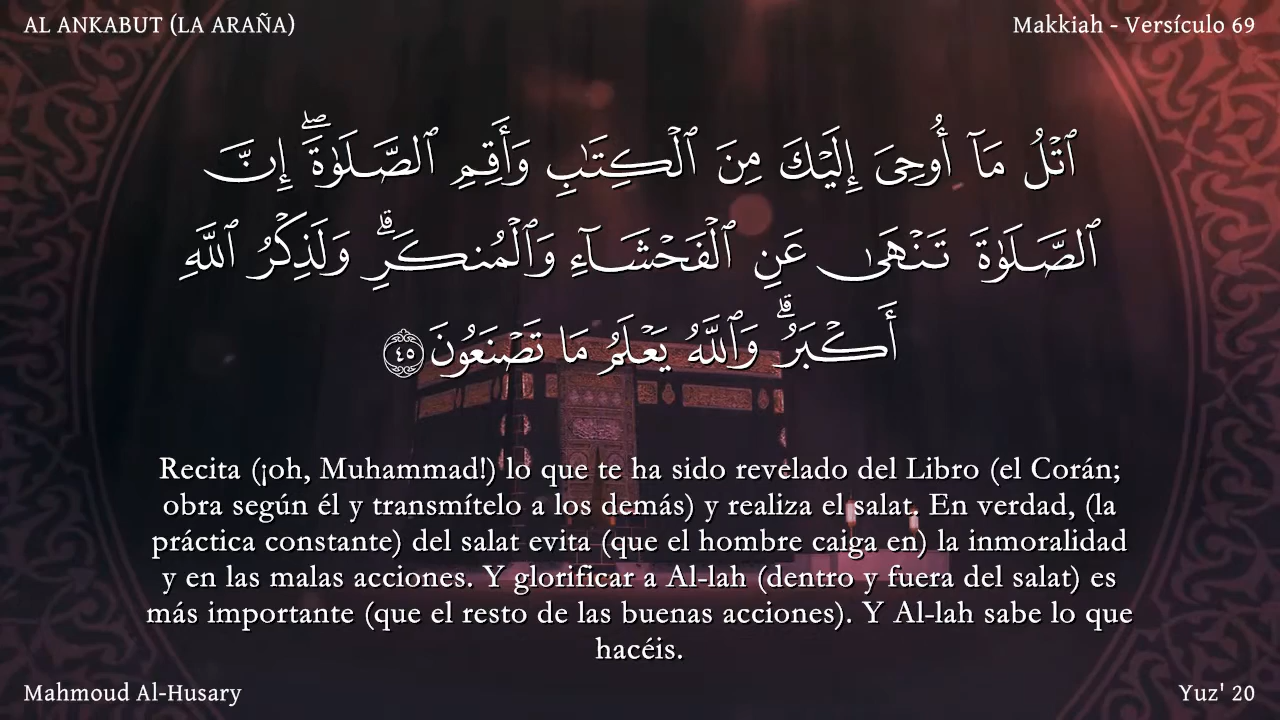 AL ANKABUT (LA ARAÑA)
Makkiah - Versículo 69
ٱتْلُ مَآ أُوحِىَ إِلَيْكَ مِنَ ٱلْكِتَٰبِ وَأَقِمِ ٱلصَّلَوٰةَ ۖ إِنَّ
ٱلصَّلَوٰةَ تَنْهَىٰ عَنِ ٱلْفَحْشَآءِ وَٱلْمُنكَرِ ۗ وَلَذِكْرُ ٱللَّهِ
أَكْبَرُ ۗ وَٱللَّهُ يَعْلَمُ مَا تَصْنَعُونَ ٤٥
Recita (¡oh, Muhammad!) lo que te ha sido revelado del Libro (el Corán;
obra según él y transmítelo a los demás) y realiza el salat. En verdad, (la
práctica constante) del salat evita (que el hombre caiga en) la inmoralidad
y en las malas acciones. Y glorificar a Al-lah (dentro y fuera del salat) es
más importante (que el resto de las buenas acciones). Y Al-lah sabe lo que
hacéis.
Mahmoud Al-Husary
Yuz' 20